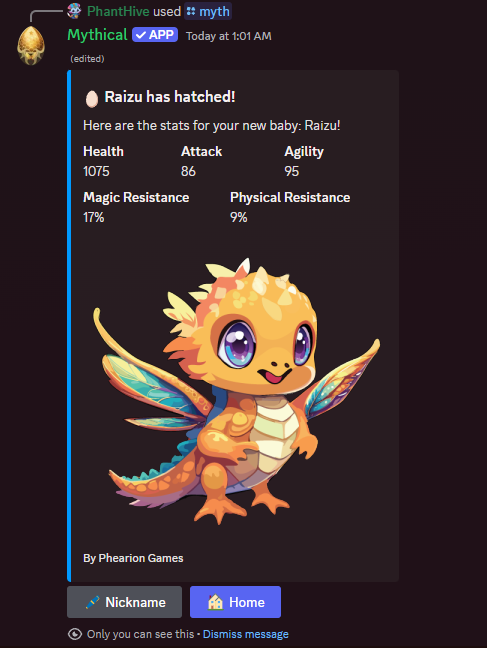 PhantHive used myth
Mythical APP Today at 1:01 AM
(edited)
Raizu has hatched!
Here are the stats for your new baby: Raizu!
Health Attack Agility
1075 86 95
Magic Resistance Physical Resistance
17% 9%
By Phearion Games
Nickname Home
Only you can see this • Dismiss message